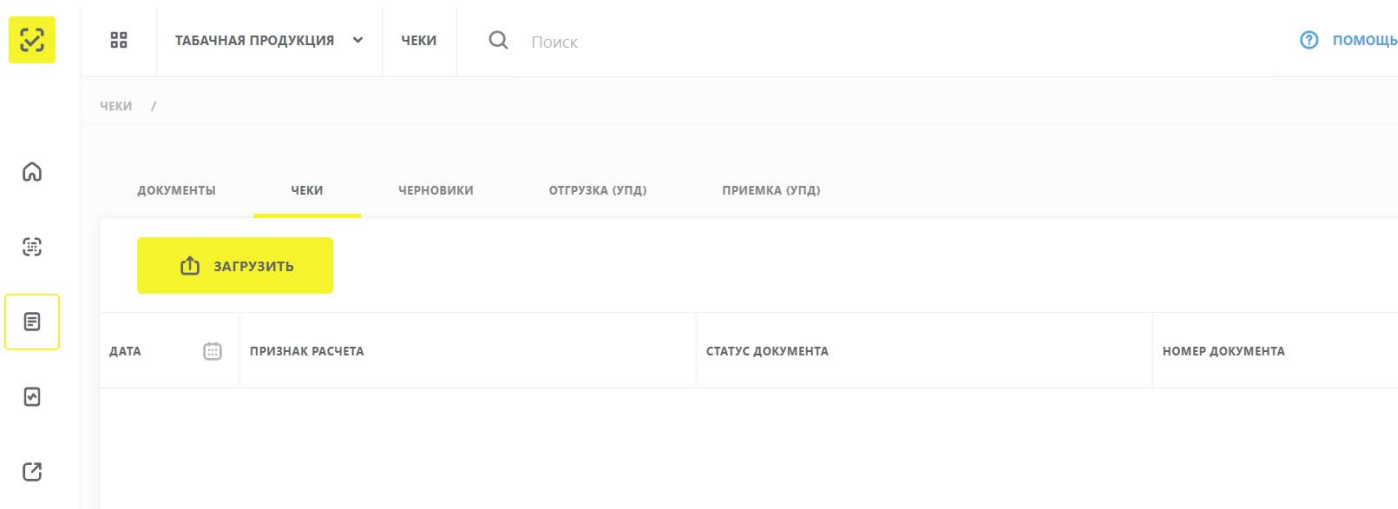 ТАБАЧНАЯ ПРОДУКЦИЯ ЧЕКИ Поиск ПОМОЩЬ
ЧЕКИ /
ДОКУМЕНТЫ ЧЕКИ ЧЕРНОВИКИ ОТГРУЗКА (УПД) ПРИЕМКА (УПД)
ЗАГРУЗИТЬ
ДАТА ПРИЗНАК РАСЧЕТА СТАТУС ДОКУМЕНТА НОМЕР ДОКУМЕНТА